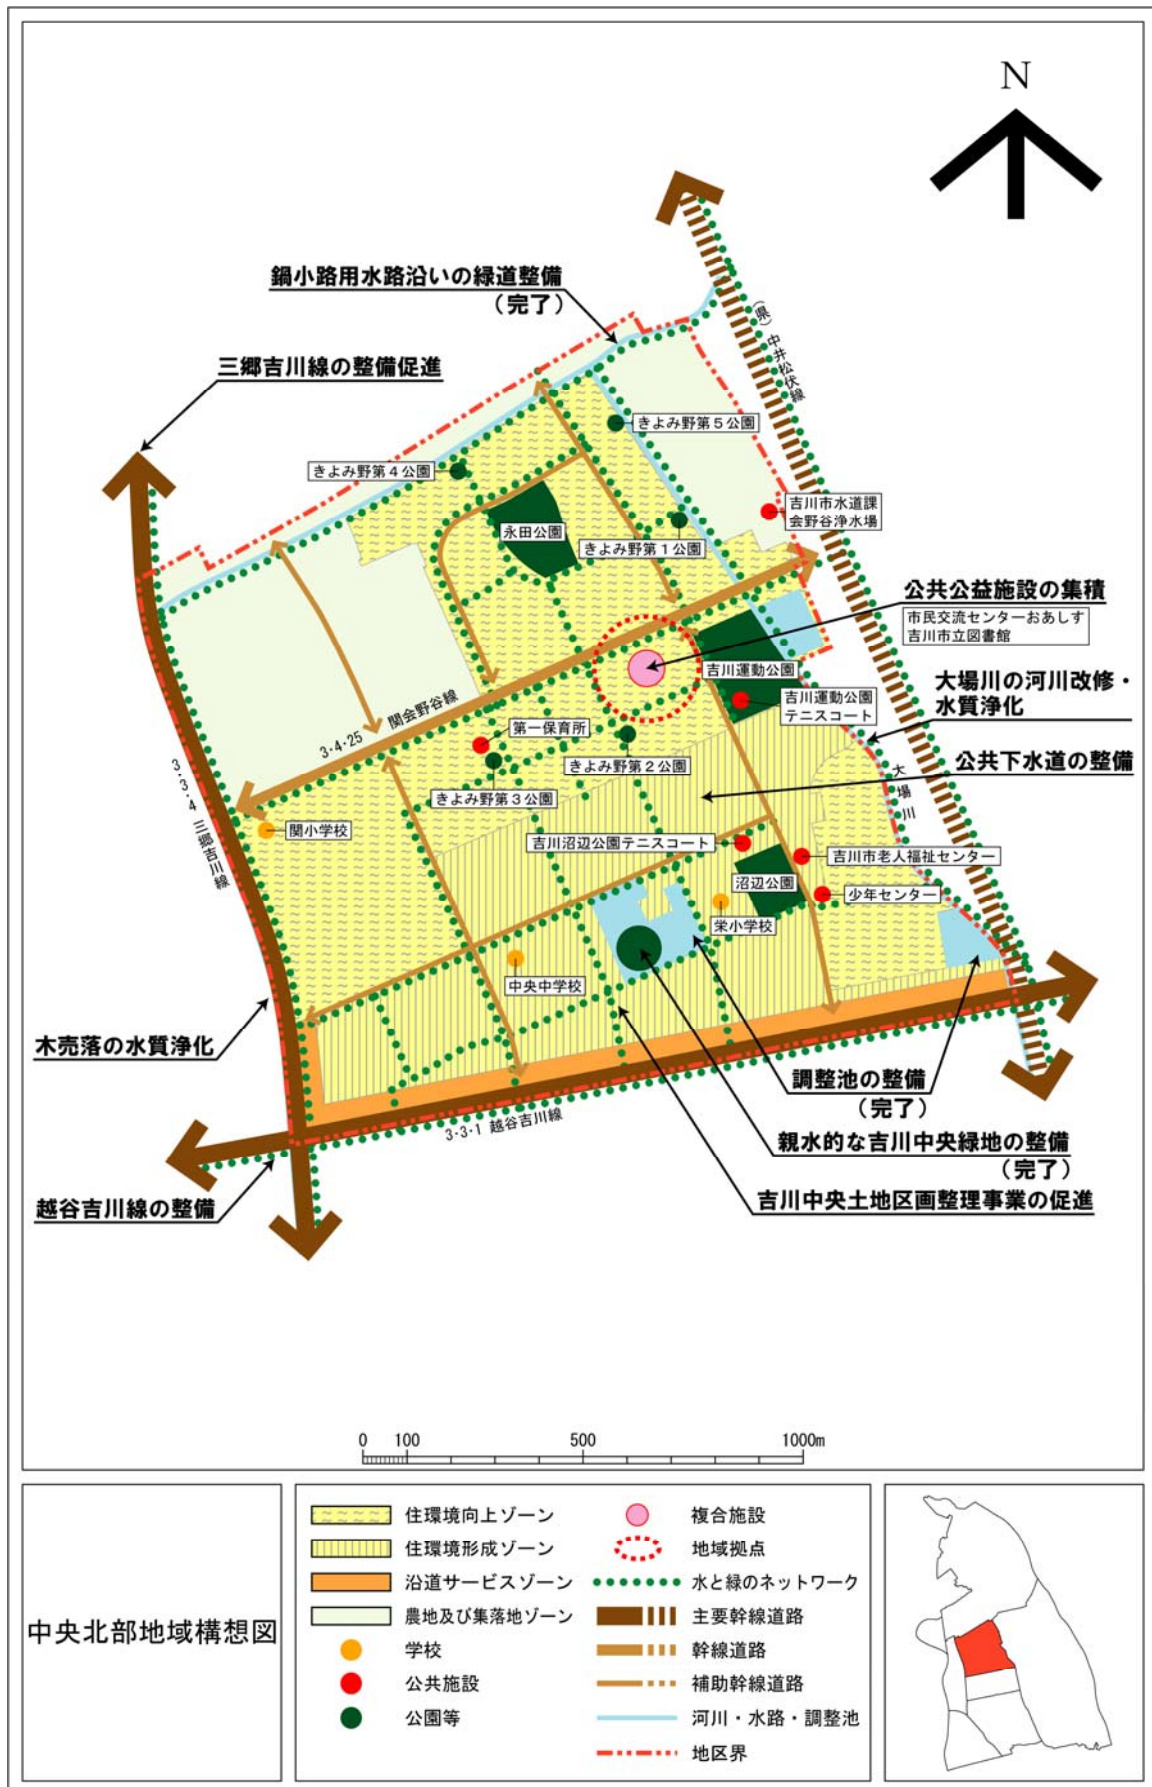 N
鍋小路用水路沿いの緑道整備
（完了）
三郷吉川線の整備促進
（県）中井松伏線
きよみ野第５公園
きよみ野第４公園
永田公園
きよみ野第１公園
吉川市水道課
会野谷浄水場
公共公益施設の集積
市民交流センターおあしす
吉川市立図書館
吉川運動公園
吉川運動公園
テニスコート
大場川の河川改修・
水質浄化
3・4・25 関会野谷線
第一保育所
きよみ野第２公園
公共下水道の整備
大場川
きよみ野第３公園
3・3・4 三郷吉川線
関小学校
吉川沼辺公園テニスコート
吉川市老人福祉センター
沼辺公園
少年センター
栄小学校
中央中学校
木売落の水質浄化
調整池の整備
（完了）
3・3・1 越谷吉川線
親水的な吉川中央緑地の整備
（完了）
越谷吉川線の整備
吉川中央土地区画整理事業の促進
0 100 500 1000m
中央北部地域構想図
住環境向上ゾーン
住環境形成ゾーン
沿道サービスゾーン
農地及び集落地ゾーン
学校
公共施設
公園等
複合施設
地域拠点
水と緑のネットワーク
主要幹線道路
幹線道路
補助幹線道路
河川・水路・調整池
地区界